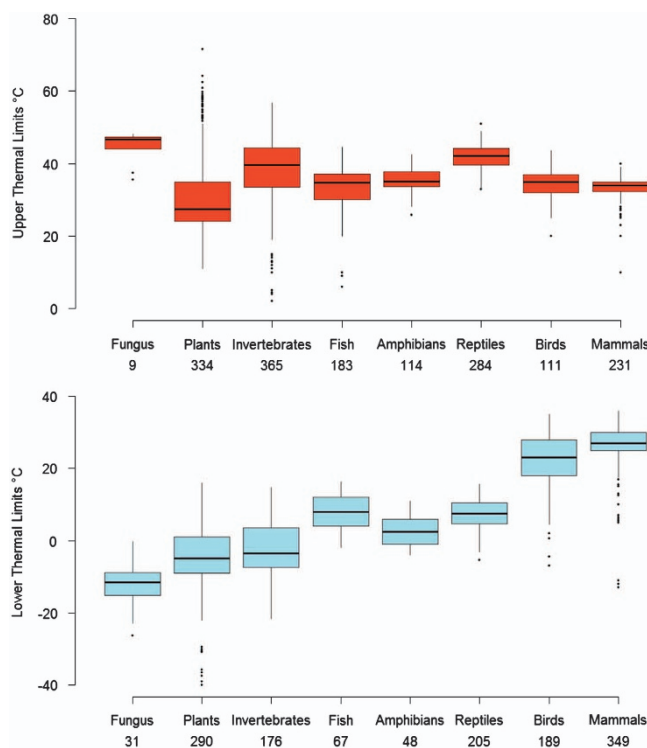 Upper Thermal Limits °C
80
60
40
20
0
Fungus Plants Invertebrates Fish Amphibians Reptiles Birds Mammals
9 334 365 183 114 284 111 231
Lower Thermal Limits °C
40
20
0
-20
-40
Fungus Plants Invertebrates Fish Amphibians Reptiles Birds Mammals
31 290 176 67 48 205 189 349